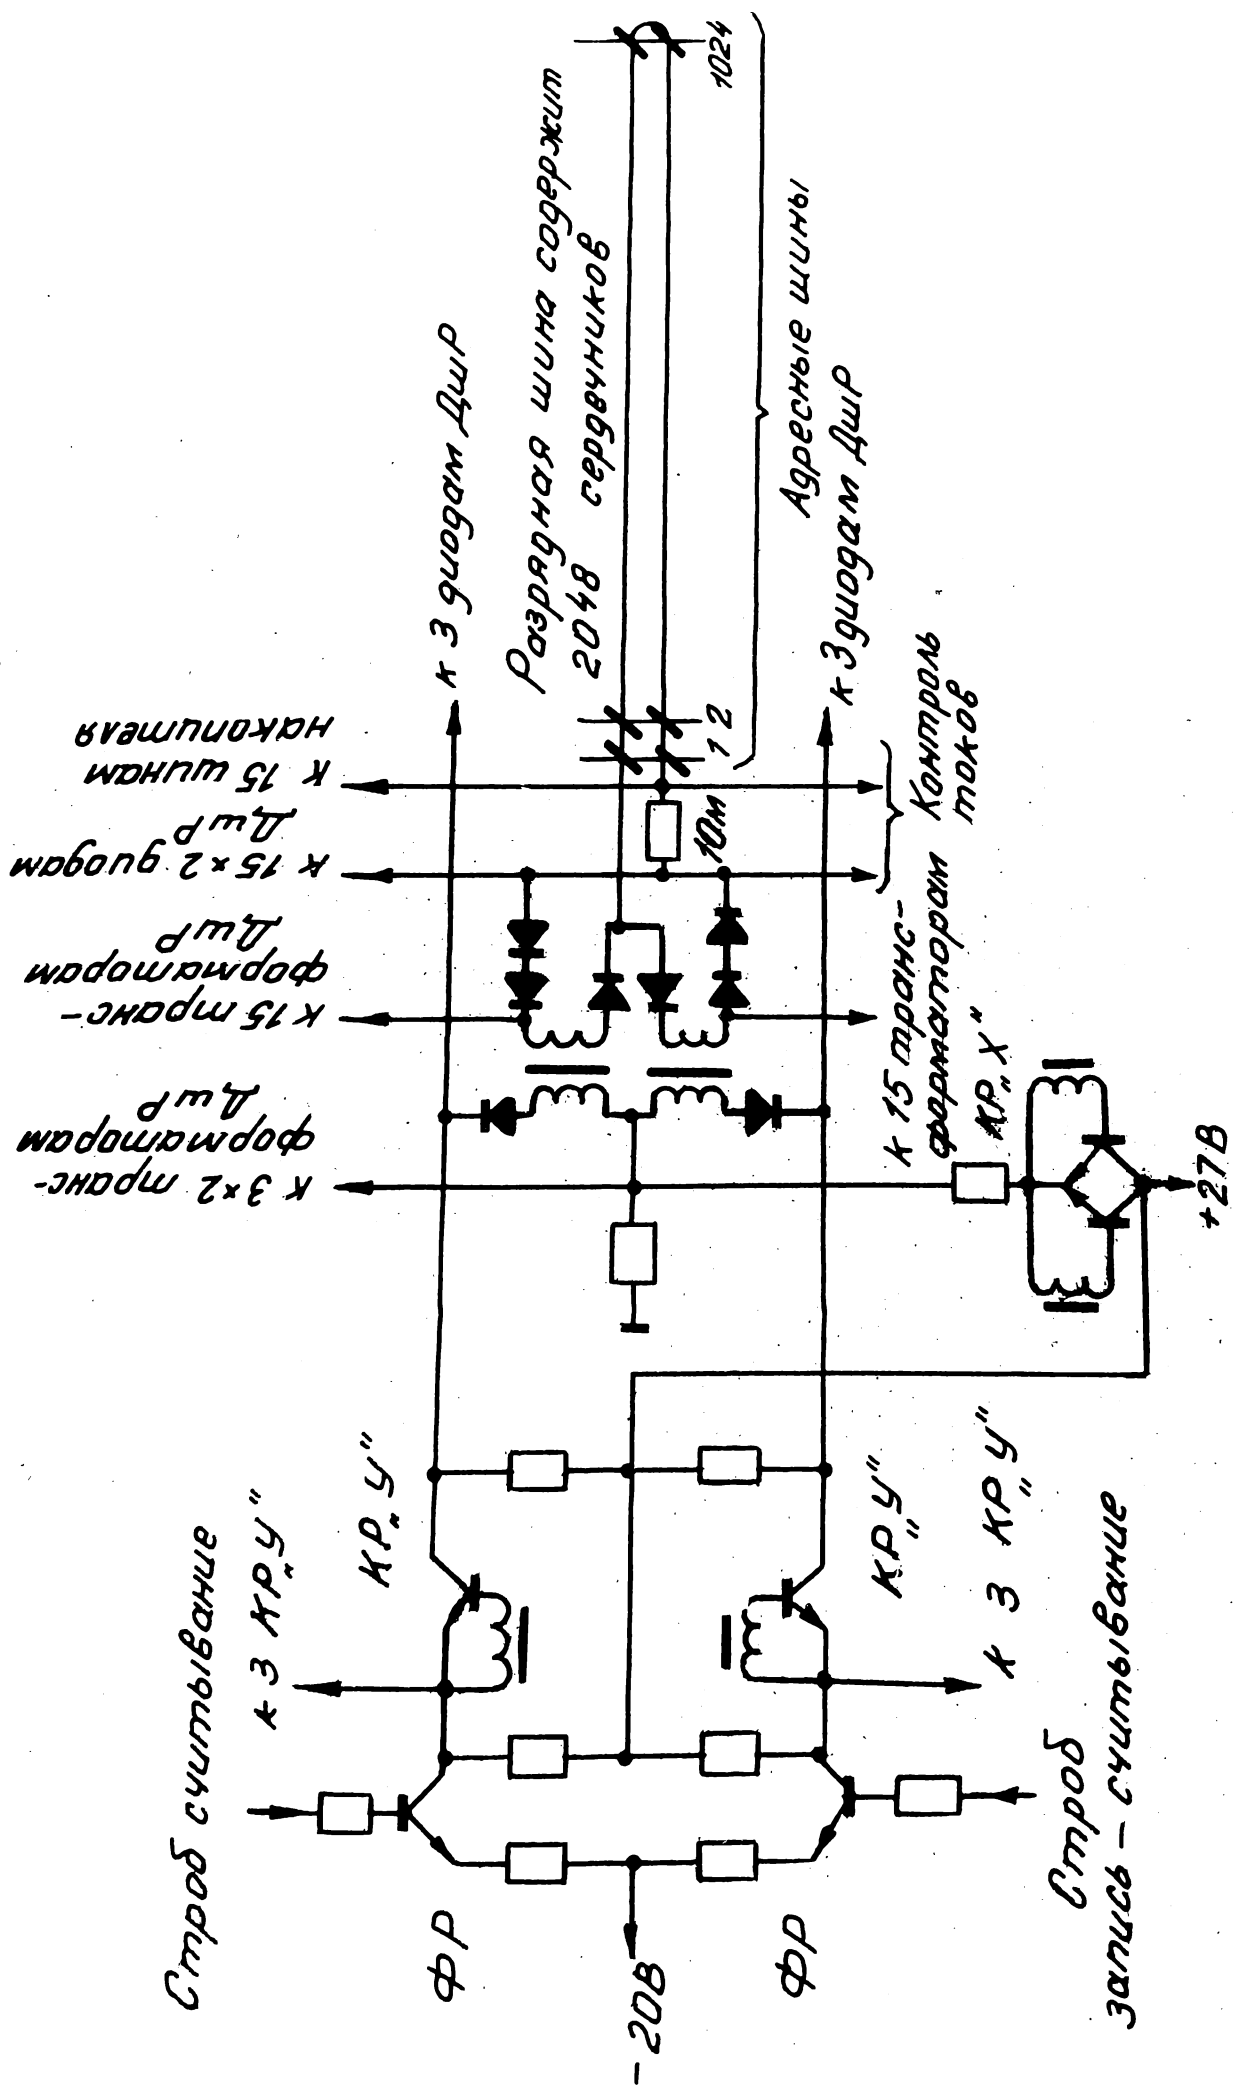 Строб считывание
к 3 КР„У"
КР„У"
ФР
-20В
ФР
КР„У"
к 3 КР„У"
Строб
запись – считывание
к 3×2 транс-
форматорам
ДшР
к 15 транс-
форматорам
ДшР
к 15×2 диодам
ДшР
к 15 шинам
накопителя
к 3 диодам ДшР
Разрядная шина содержит
2048 сердечников
1 2
1024
10м
Адресные шины
к 3 диодам ДшР
Контроль
токов
к 15 транс-
форматорам
КР„Х"
+27В